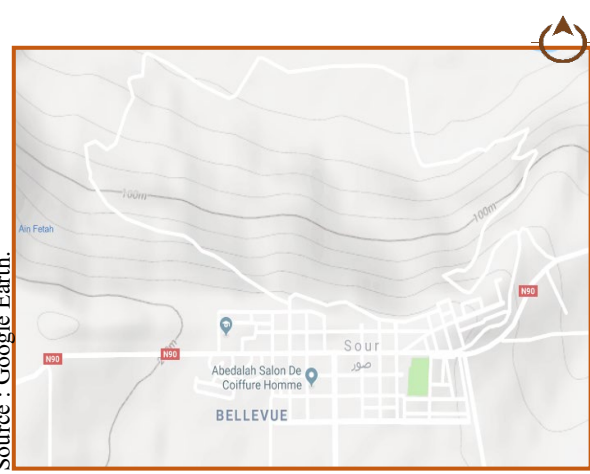 100m
100m
Ain Fetah
N90
Sour
صور
N90
N90
Abedalah Salon De
Coiffure Homme
BELLEVUE
Source : Google Earth.